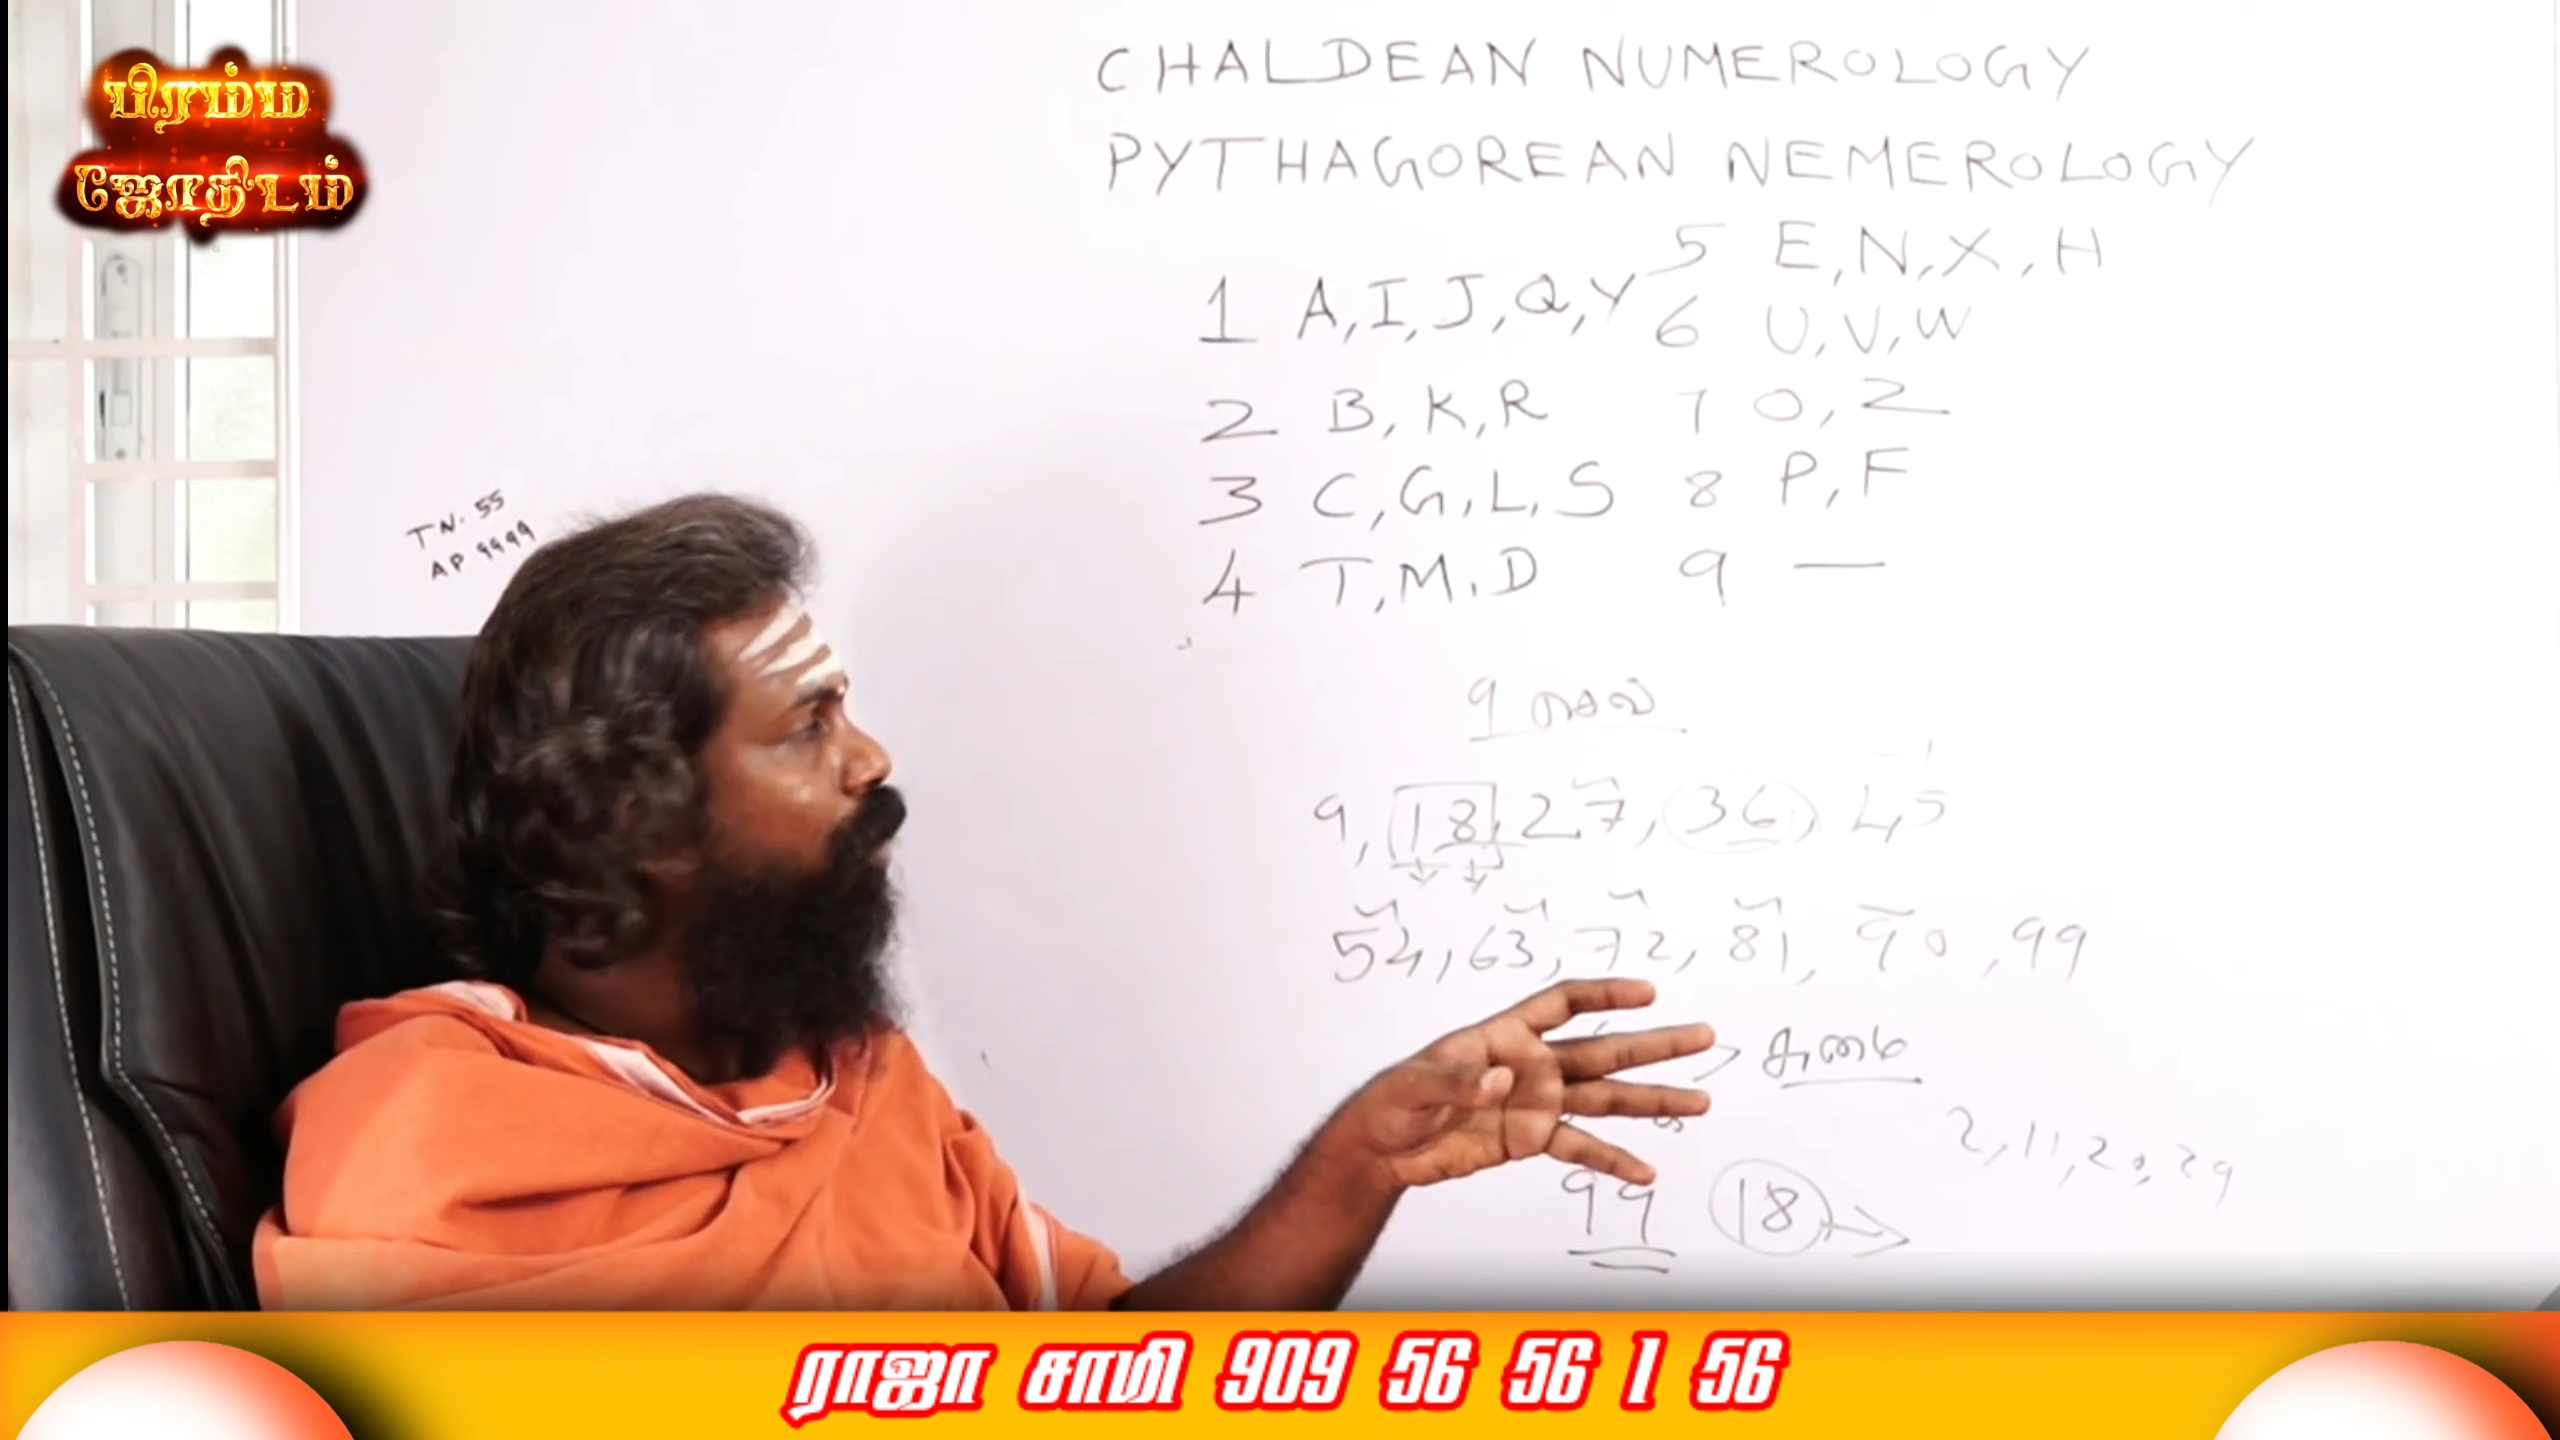 பிரம்ம
ஜோதிடம்
CHALDEAN NUMEROLOGY
PYTHAGOREAN NEMEROLOGY
5 E, N, X, H
1 A, I, J, Q, Y
6 U, V, W
2 B, K, R
7 O, Z
3 C, G, L, S
8 P, F
4 T, M, D
9 —
TN. 55
AP 9999
9
9, 18, 27, 36, 45
54, 63, 72, 81, 90, 99
சுமை
2, 11, 20, 29
99 18
ராஜா சாமி 909 56 56 1 56